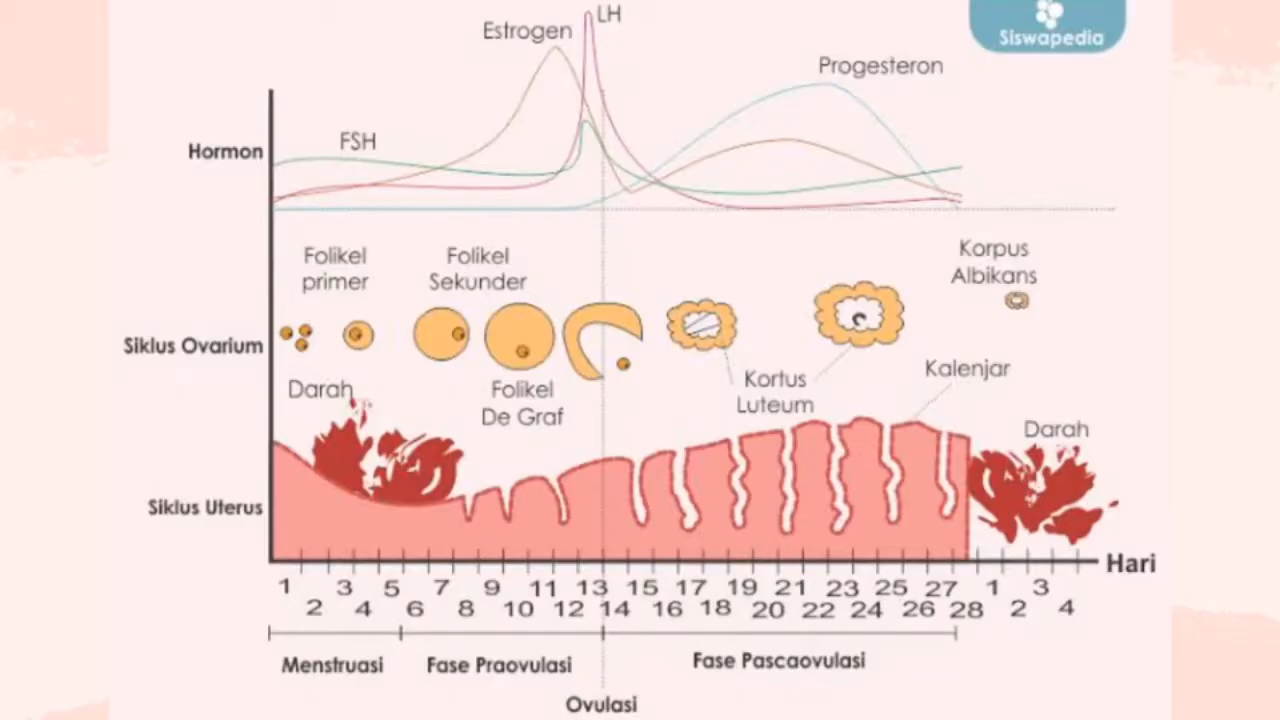 LH
Estrogen
Siswapedia
Progesteron
FSH
Hormon
Folikel
primer
Folikel
Sekunder
Korpus
Albikans
Siklus Ovarium
Darah
Folikel
De Graf
Kortus
Luteum
Kalenjar
Darah
Siklus Uterus
Hari
1 3 5 7 9 11 13 15 17 19 21 23 25 27 1 3
2 4 6 8 10 12 14 16 18 20 22 24 26 28 2 4
Menstruasi
Fase Praovulasi
Fase Pascaovulasi
Ovulasi